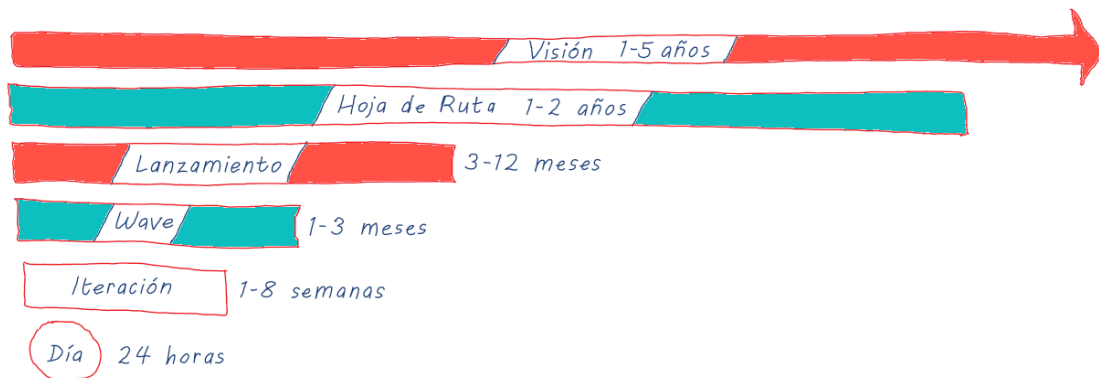 Visión 1-5 años
Hoja de Ruta 1-2 años
Lanzamiento 3-12 meses
Wave 1-3 meses
Iteración 1-8 semanas
Día 24 horas